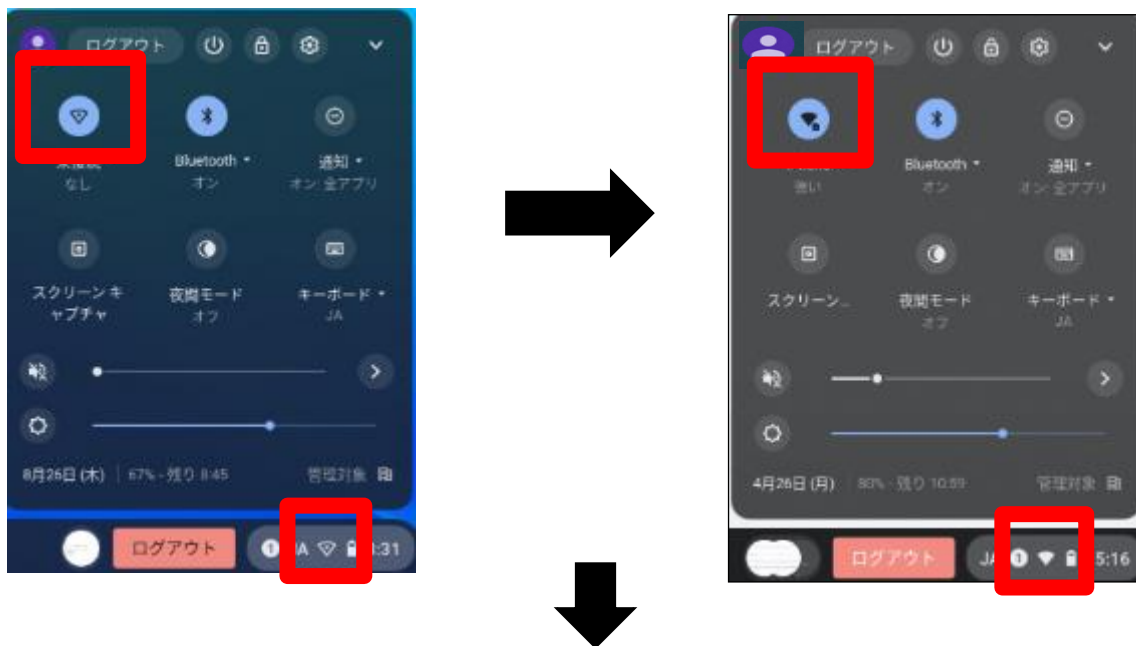 ログアウト
Bluetooth
通知
なし
オン
オン: 全アプリ
スクリーン キ
ャプチャ
夜間モード
オフ
キーボード
JA
8月26日 (木)
67% - 残り 8:45
管理対象
ログアウト
1
:31
ログアウト
Bluetooth
通知
強い
オン
オン: 全アプリ
スクリーン...
夜間モード
オフ
キーボード
JA
4月26日 (月)
80% - 残り 10:59
管理対象
ログアウト
1
5:16